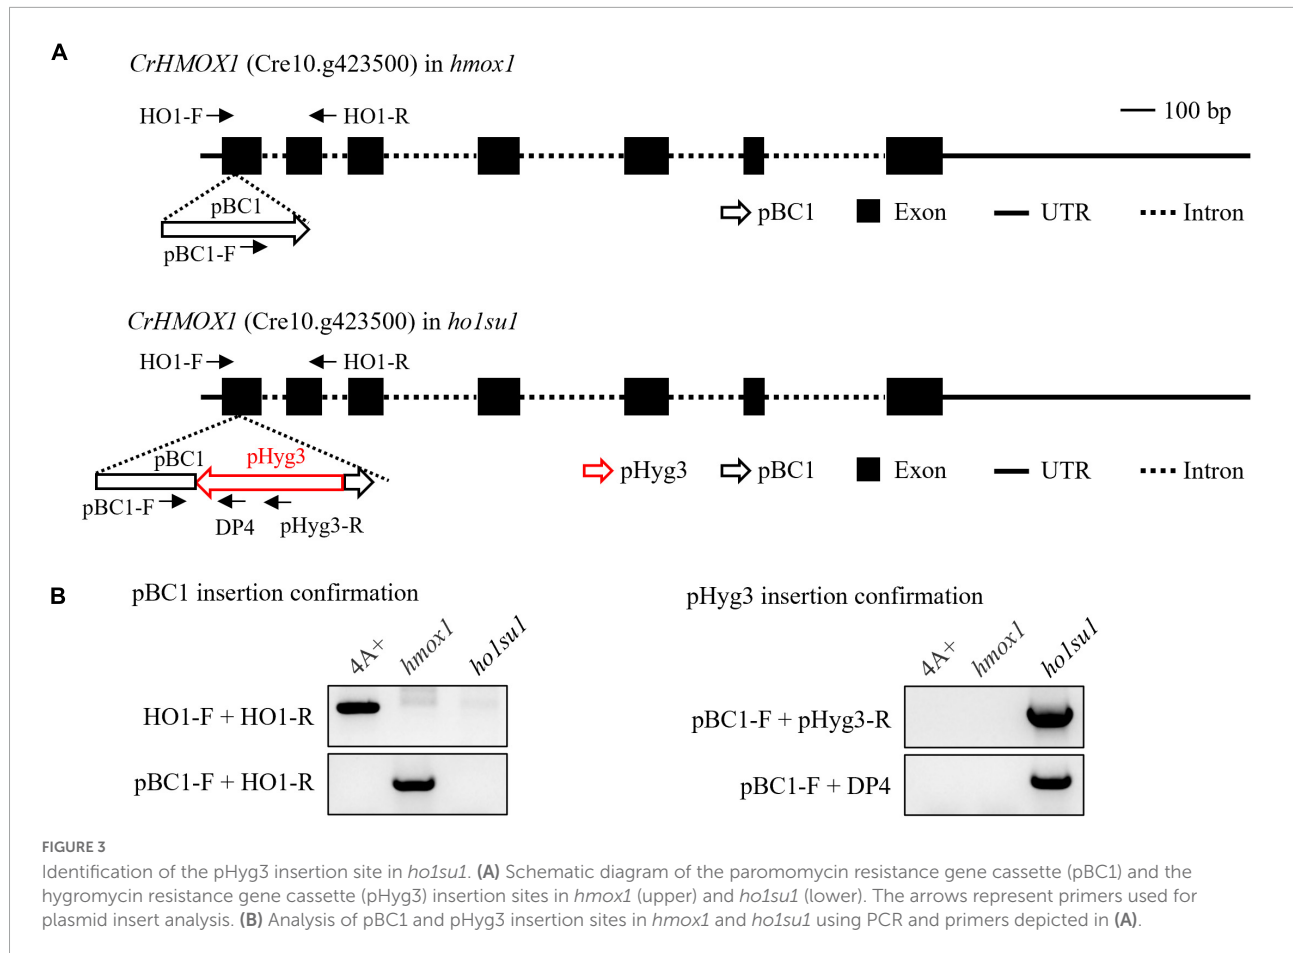 A
CrHMOX1 (Cre10.g423500) in hmox1
HO1-F
HO1-R
100 bp
pBC1
pBC1-F
pBC1
Exon
UTR
Intron
CrHMOX1 (Cre10.g423500) in ho1su1
HO1-F
HO1-R
pBC1
pHyg3
pBC1-F
DP4
pHyg3-R
pHyg3
pBC1
Exon
UTR
Intron
B
pBC1 insertion confirmation
4A+
hmox1
ho1su1
HO1-F + HO1-R
pBC1-F + HO1-R
pHyg3 insertion confirmation
4A+
hmox1
ho1su1
pBC1-F + pHyg3-R
pBC1-F + DP4
FIGURE 3
Identification of the pHyg3 insertion site in ho1su1. (A) Schematic diagram of the paromomycin resistance gene cassette (pBC1) and the
hygromycin resistance gene cassette (pHyg3) insertion sites in hmox1 (upper) and ho1su1 (lower). The arrows represent primers used for
plasmid insert analysis. (B) Analysis of pBC1 and pHyg3 insertion sites in hmox1 and ho1su1 using PCR and primers depicted in (A).